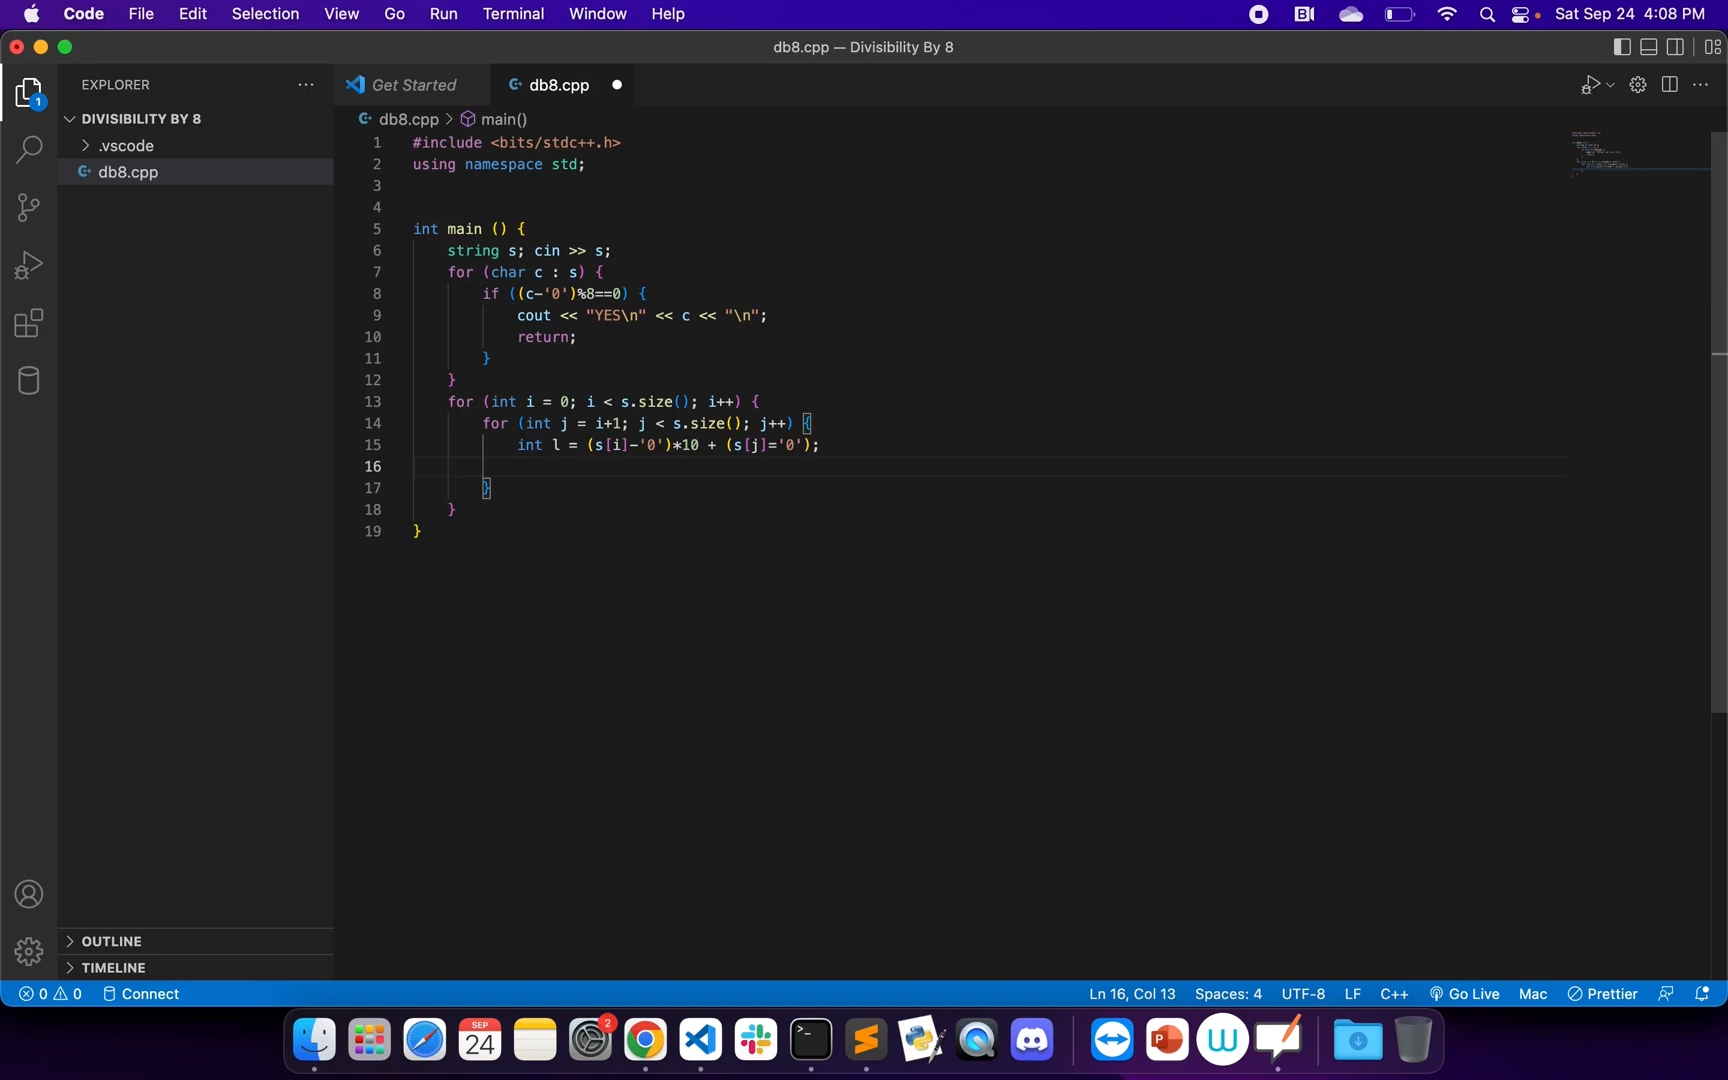 Code File Edit Selection View Go Run Terminal Window Help Sat Sep 24 4:08 PM
db8.cpp — Divisibility By 8
EXPLORER
Get Started
db8.cpp
1
DIVISIBILITY BY 8
db8.cpp > main()
.vscode
db8.cpp
1 #include <bits/stdc++.h>
2 using namespace std;
3
4
5 int main () {
6 string s; cin >> s;
7 for (char c : s) {
8 if ((c-'0')%8==0) {
9 cout << "YES\n" << c << "\n";
10 return;
11 }
12 }
13 for (int i = 0; i < s.size(); i++) {
14 for (int j = i+1; j < s.size(); j++) {
15 int l = (s[i]-'0')*10 + (s[j]='0');
16
17 }
18 }
19 }
OUTLINE
TIMELINE
0 0 Connect Ln 16, Col 13 Spaces: 4 UTF-8 LF C++ Go Live Mac Prettier
SEP
24
2